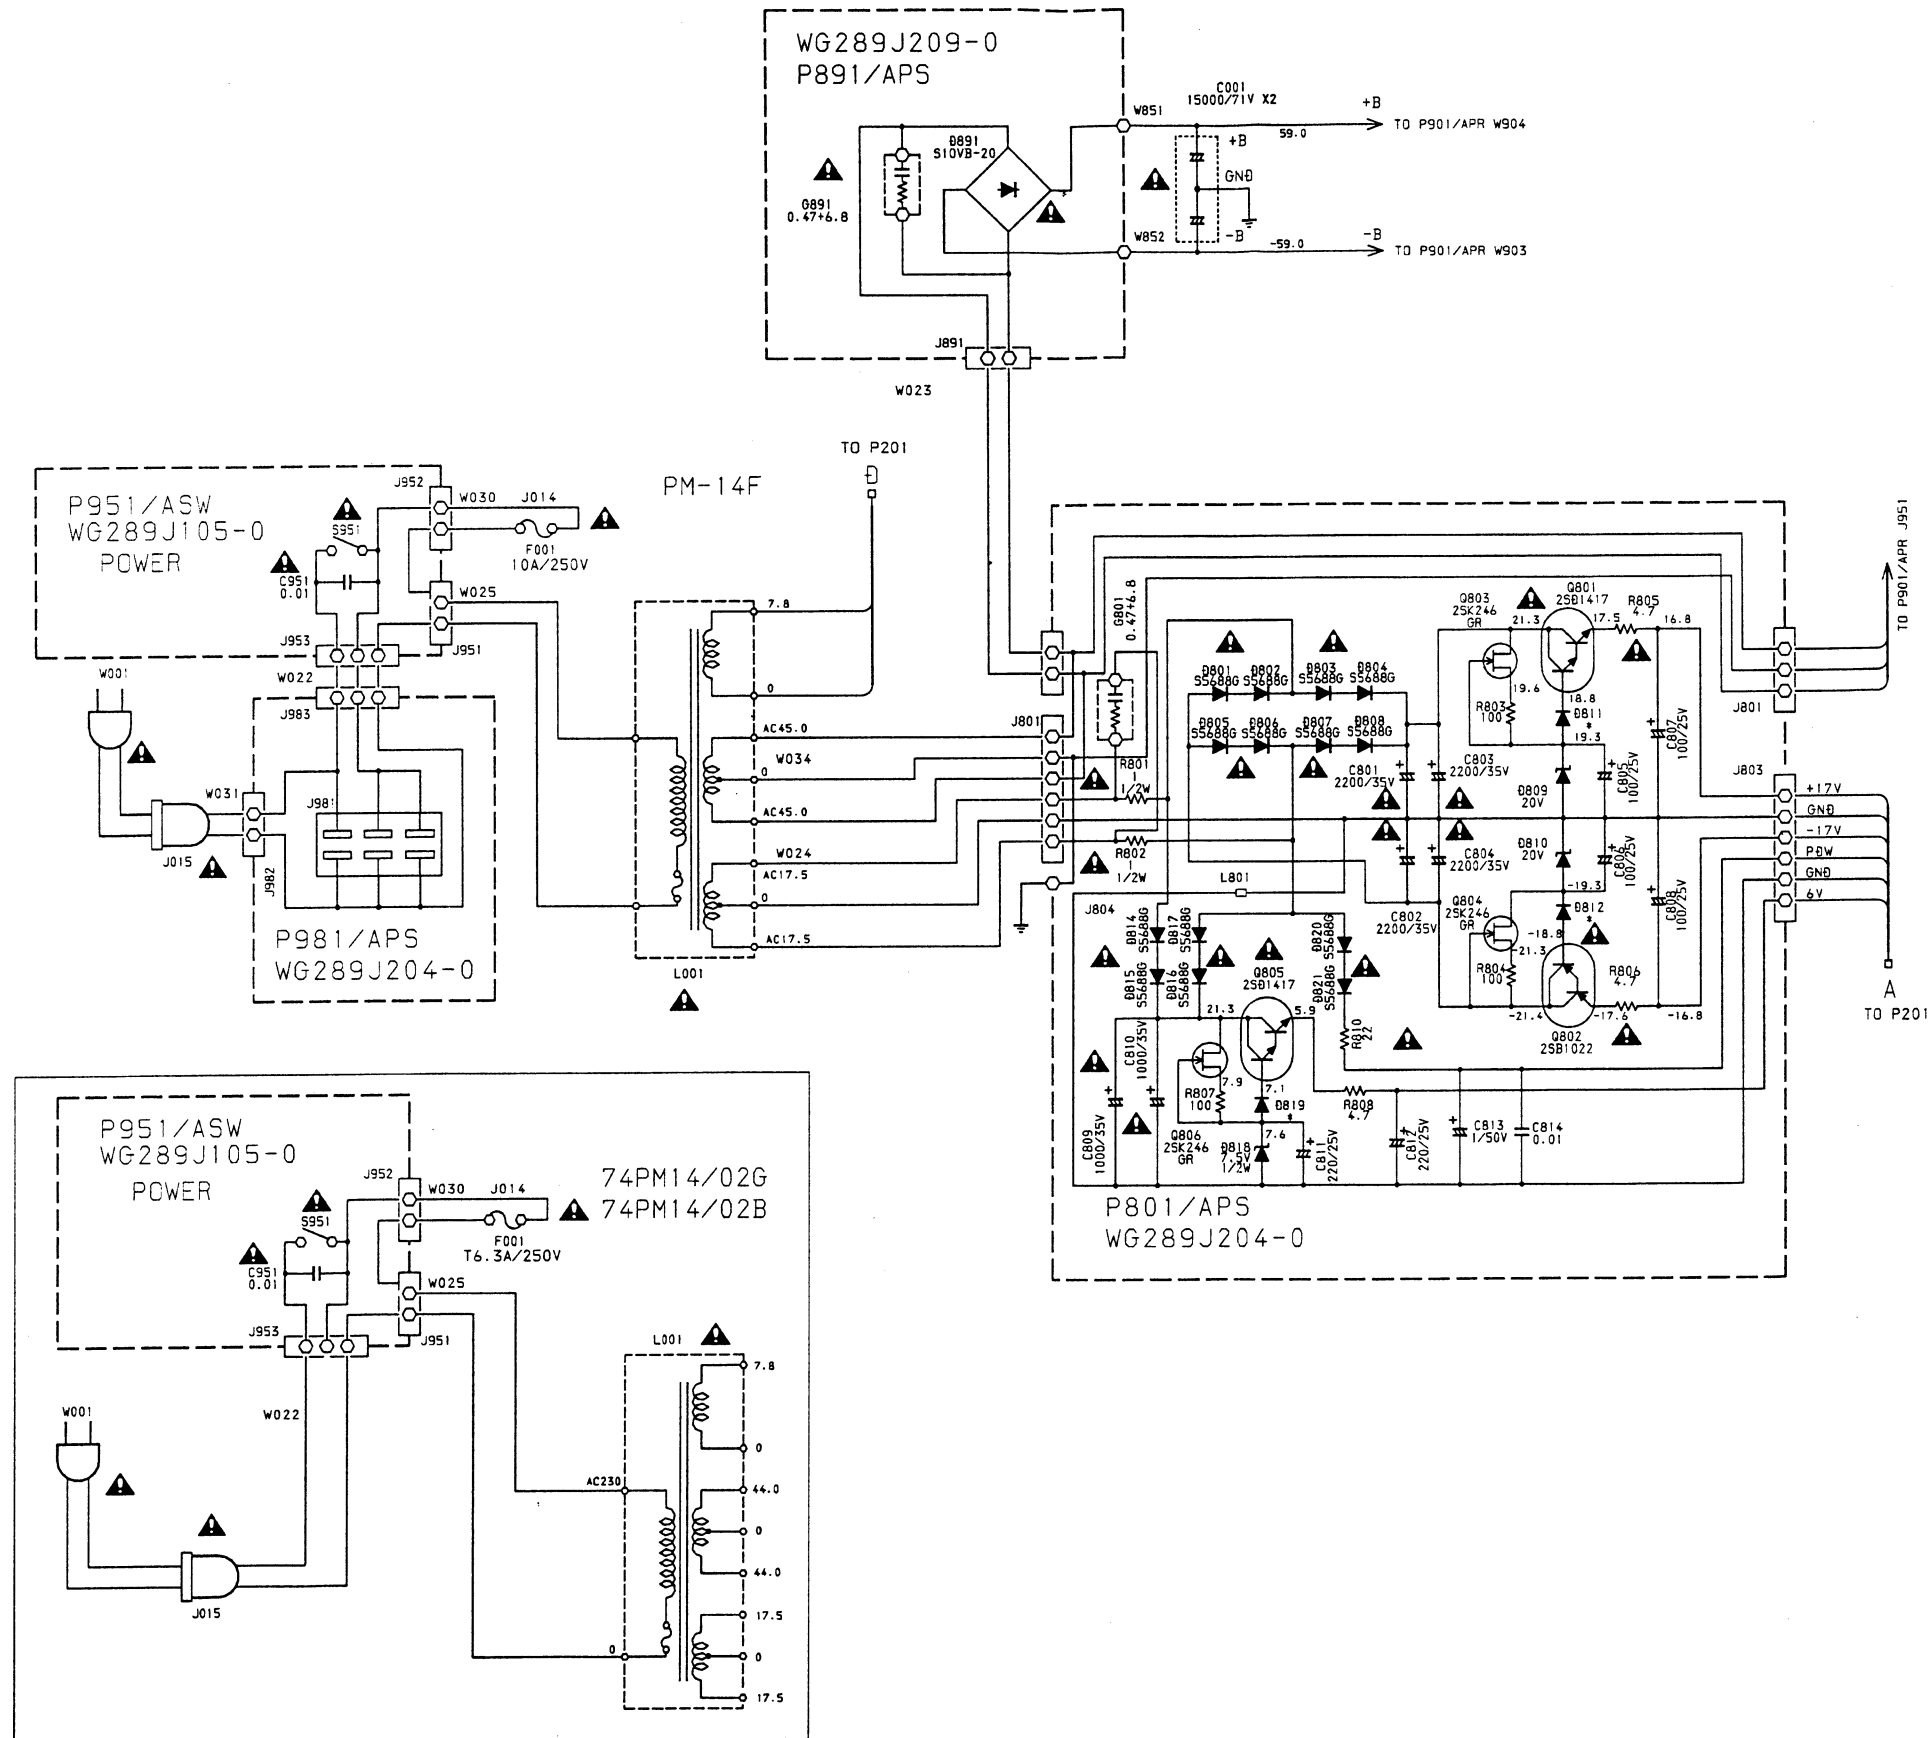 WG289J209-0
P891/APS
C001
15000/71V X2
W851
+B
TO P901/APR W904
59.0
D891
S10VB-20
+B
GND
G891
0.47+6.8
-B
W852
-59.0
-B
TO P901/APR W903
J891
W023
TO P201
D
PM-14F
P951/ASW
WG289J105-0
POWER
J952
W030
J014
S951
F001
10A/250V
C951
0.01
W025
J953
J951
W001
W022
J983
W031
J981
J015
J982
P981/APS
WG289J204-0
7.8
0
AC45.0
W034
0
AC45.0
W024
AC17.5
0
AC17.5
L001
TO P901/APR J951
G801
0.47+6.8
J801
R801
1
1/2W
R802
1
1/2W
J804
L801
D801
S5688G
D802
S5688G
D803
S5688G
D804
S5688G
D805
S5688G
D806
S5688G
D807
S5688G
D808
S5688G
C801
2200/35V
C803
2200/35V
C804
2200/35V
C802
2200/35V
Q803
2SK246
GR
21.3
Q801
2SD1417
17.5
R805
4.7
16.8
19.6
R803
100
18.8
D811
*
19.3
C807
100/25V
C805
100/25V
D809
20V
D810
20V
C806
100/25V
-19.3
C808
100/25V
Q804
2SK246
GR
D812
*
-18.8
-21.3
R804
100
R806
4.7
-21.4
-17.6
-16.8
Q802
2SB1022
J801
J803
+17V
GND
-17V
PDW
GND
6V
A
TO P201
D814
S5688G
D817
S5688G
D815
S5688G
D816
S5688G
D820
S5688G
D821
S5688G
Q805
2SD1417
21.3
5.9
R810
22
C810
1000/35V
7.9
7.1
R807
100
D819
*
R808
4.7
C809
1000/35V
Q806
2SK246
GR
D818
7.5V
1/2W
7.6
C811
220/25V
C812
220/25V
C813
1/50V
C814
0.01
P801/APS
WG289J204-0
P951/ASW
WG289J105-0
POWER
J952
W030
J014
74PM14/02G
74PM14/02B
S951
F001
T6.3A/250V
C951
0.01
W025
J953
J951
L001
W001
W022
J015
AC230
0
7.8
0
44.0
0
44.0
17.5
0
17.5